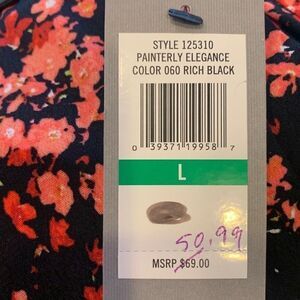 STYLE 125310
PAINTERLY ELEGANCE
COLOR 060 RICH BLACK
0 39371 19958 7
L
50.99
MSRP $69.00